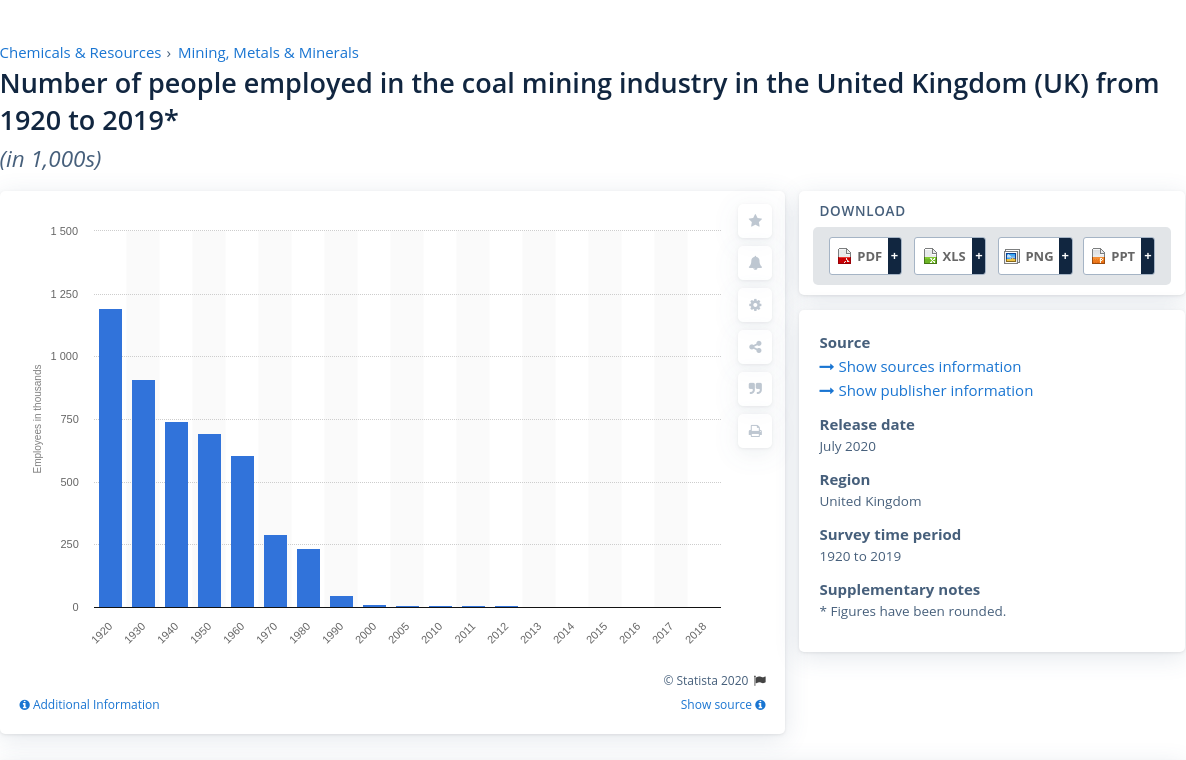 Chemicals & Resources › Mining, Metals & Minerals
Number of people employed in the coal mining industry in the United Kingdom (UK) from
1920 to 2019*
(in 1,000s)
1 500
1 250
1 000
750
500
250
0
Employees in thousands
1920
1930
1940
1950
1960
1970
1980
1990
2000
2005
2010
2011
2012
2013
2014
2015
2016
2017
2018
© Statista 2020
Additional Information
Show source
DOWNLOAD
PDF + XLS + PNG + PPT +
Source
Show sources information
Show publisher information
Release date
July 2020
Region
United Kingdom
Survey time period
1920 to 2019
Supplementary notes
* Figures have been rounded.